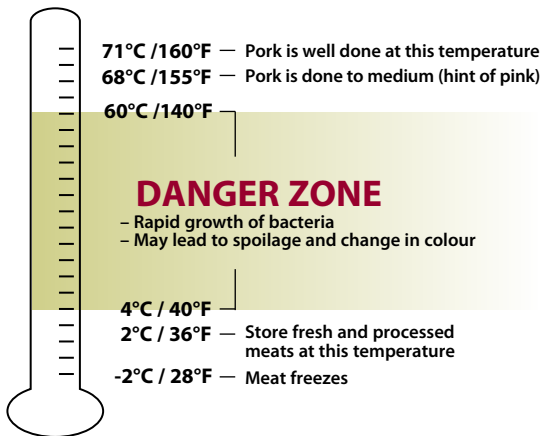 71°C /160°F — Pork is well done at this temperature
68°C /155°F — Pork is done to medium (hint of pink)
60°C /140°F
DANGER ZONE
– Rapid growth of bacteria
– May lead to spoilage and change in colour
4°C / 40°F
2°C / 36°F — Store fresh and processed
meats at this temperature
-2°C / 28°F — Meat freezes